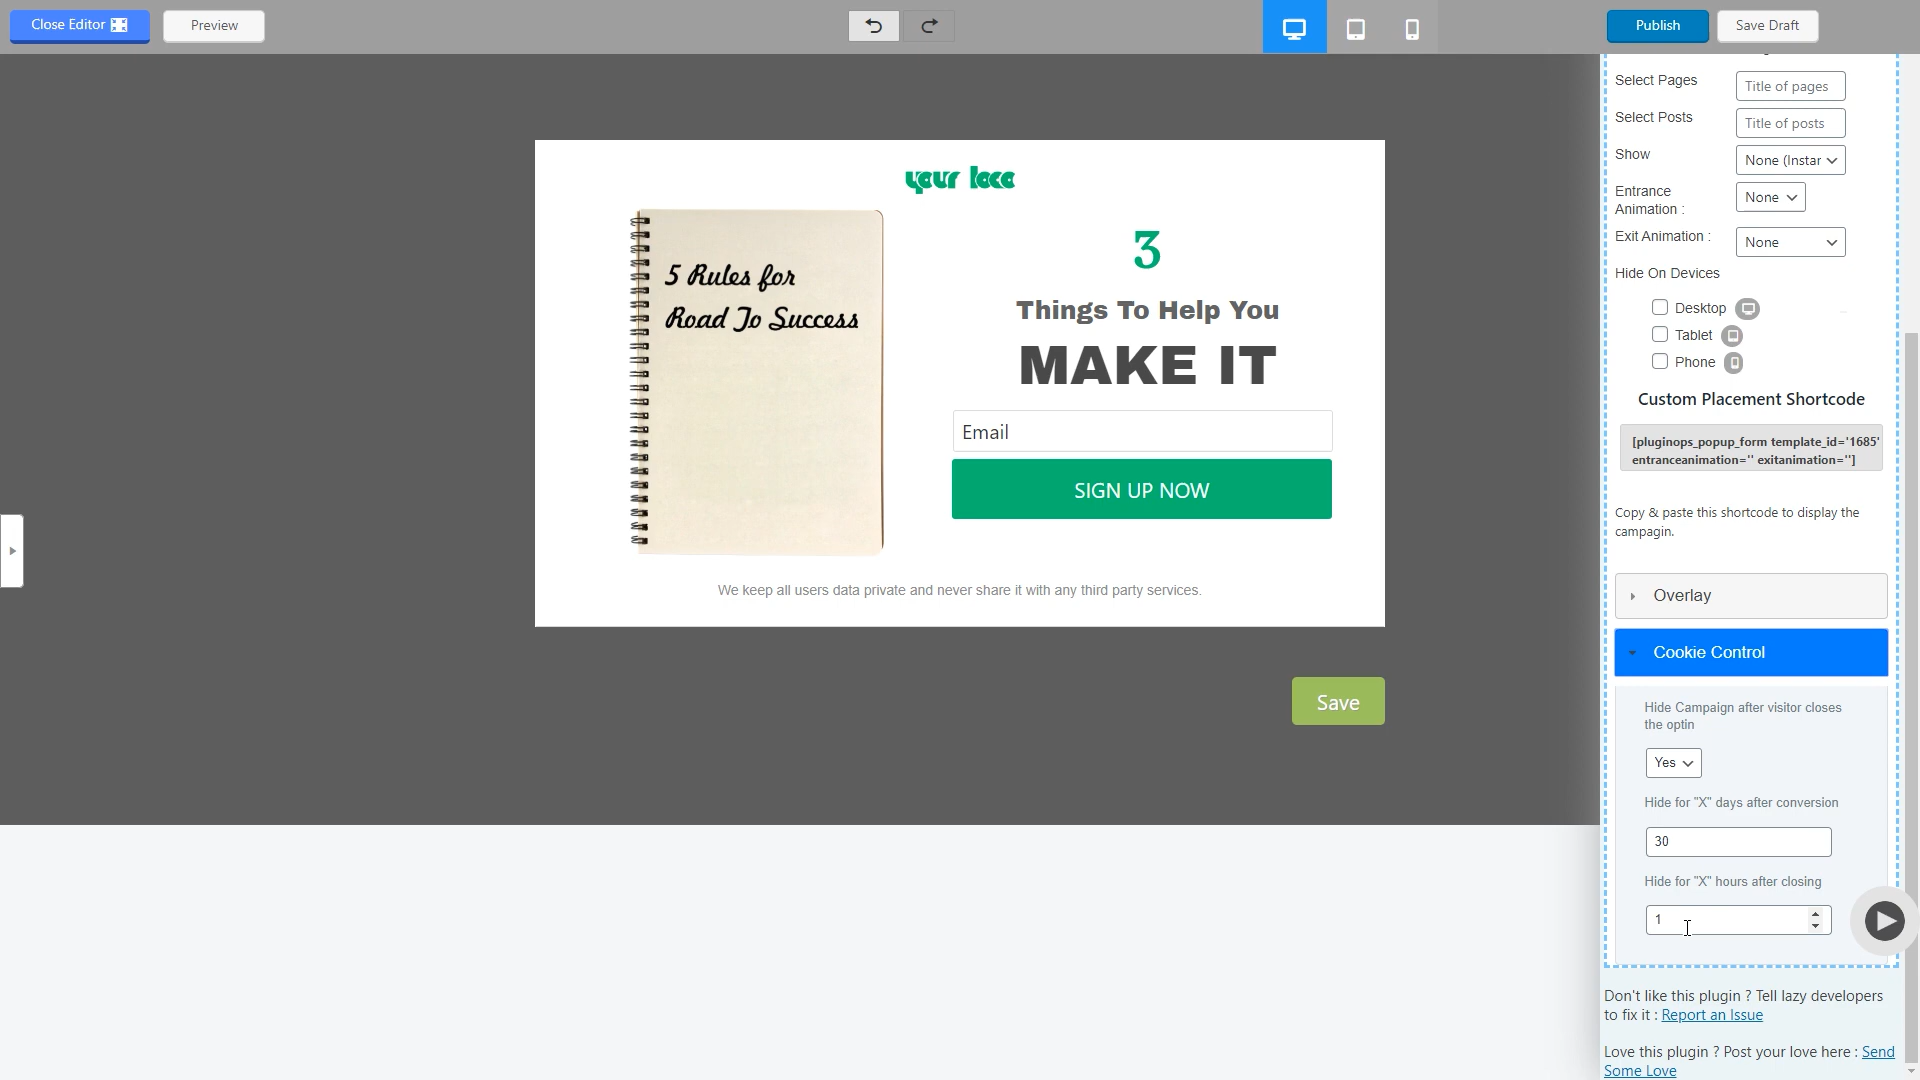 Close Editor
Preview
Publish
Save Draft
your logo
5 Rules for
Road To Success
3
Things To Help You
MAKE IT
Email
SIGN UP NOW
We keep all users data private and never share it with any third party services.
Save
Select Pages
Title of pages
Select Posts
Title of posts
Show
None (Instar
Entrance
Animation :
None
Exit Animation :
None
Hide On Devices
Desktop
Tablet
Phone
Custom Placement Shortcode
[pluginops_popup_form template_id='1685'
entranceanimation='' exitanimation='']
Copy & paste this shortcode to display the
campagin.
Overlay
Cookie Control
Hide Campaign after visitor closes
the optin
Yes
Hide for "X" days after conversion
30
Hide for "X" hours after closing
1
Don't like this plugin ? Tell lazy developers
to fix it : Report an Issue
Love this plugin ? Post your love here : Send
Some Love